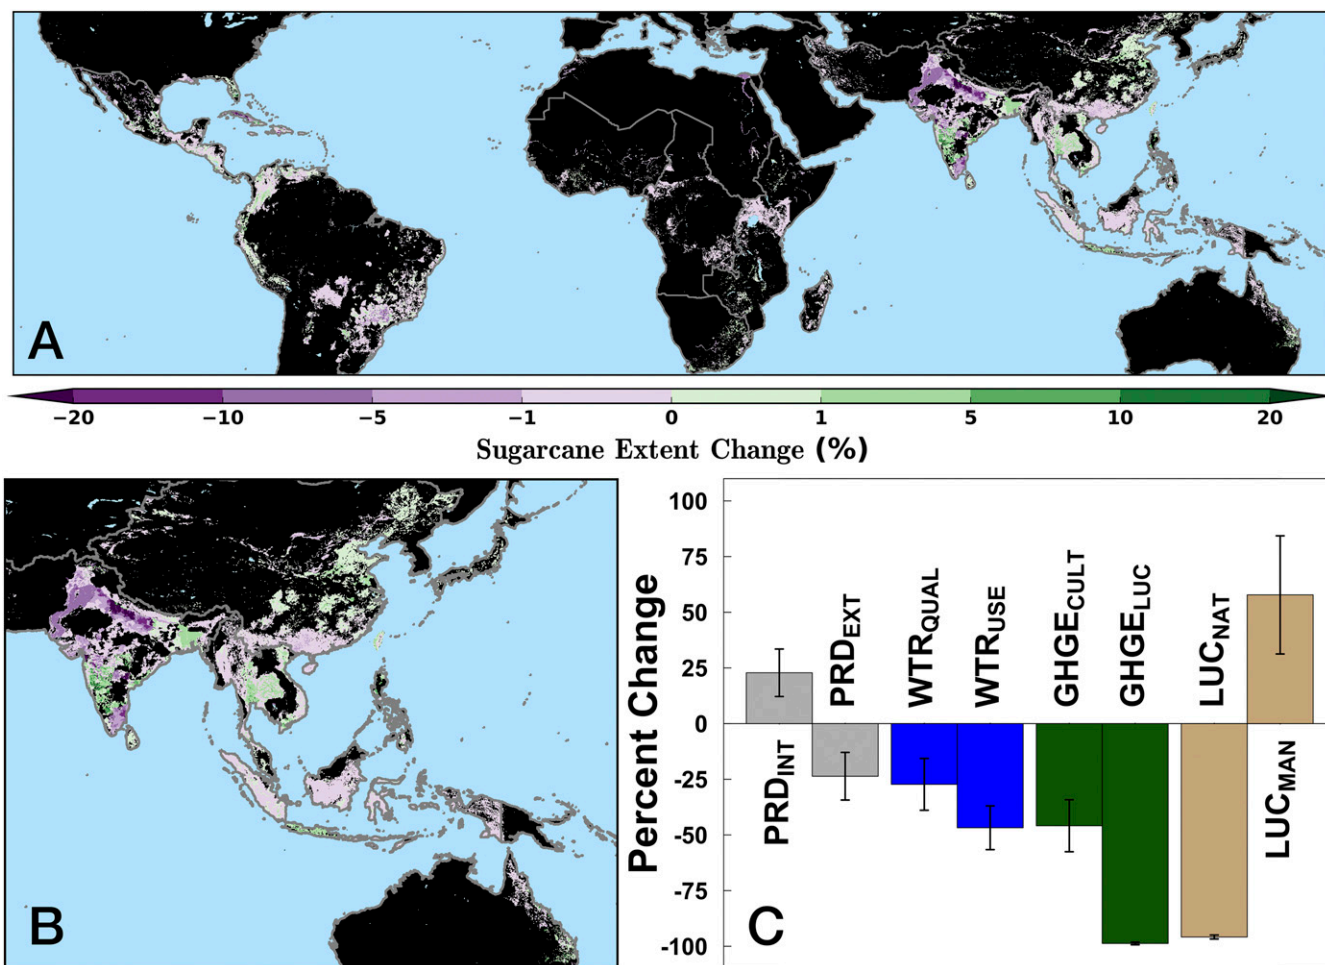 A
−20 −10 −5 −1 0 1 5 10 20
Sugarcane Extent Change (%)
B
100
75
50
25
0
-25
-50
-75
-100
Percent Change
PRD_INT
PRD_EXT
WTR_QUAL
WTR_USE
GHGE_CULT
GHGE_LUC
LUC_NAT
LUC_MAN
C